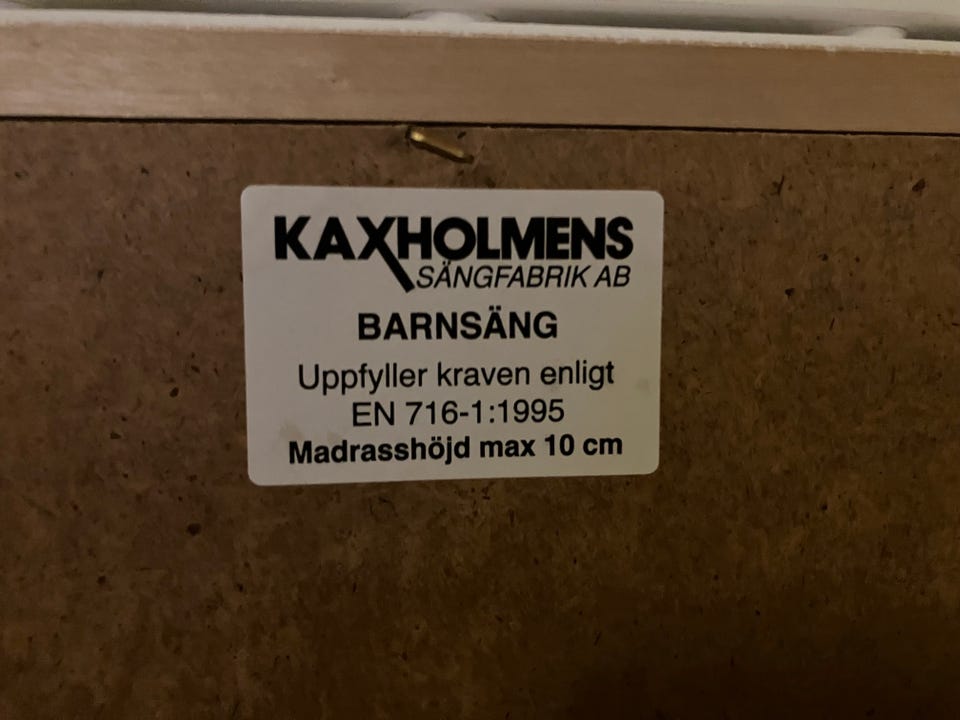 KAXHOLMENS
SÄNGFABRIK AB
BARNSÄNG
Uppfyller kraven enligt
EN 716-1:1995
Madrasshöjd max 10 cm